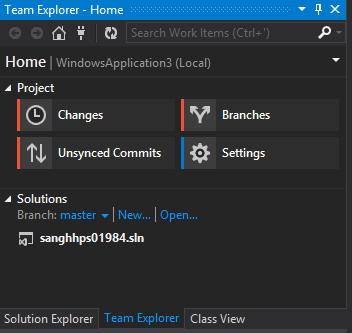 Team Explorer - Home
Search Work Items (Ctrl+')
Home | WindowsApplication3 (Local)
Project
Changes
Branches
Unsynced Commits
Settings
Solutions
Branch: master | New... | Open...
sanghhps01984.sln
Solution Explorer Team Explorer Class View